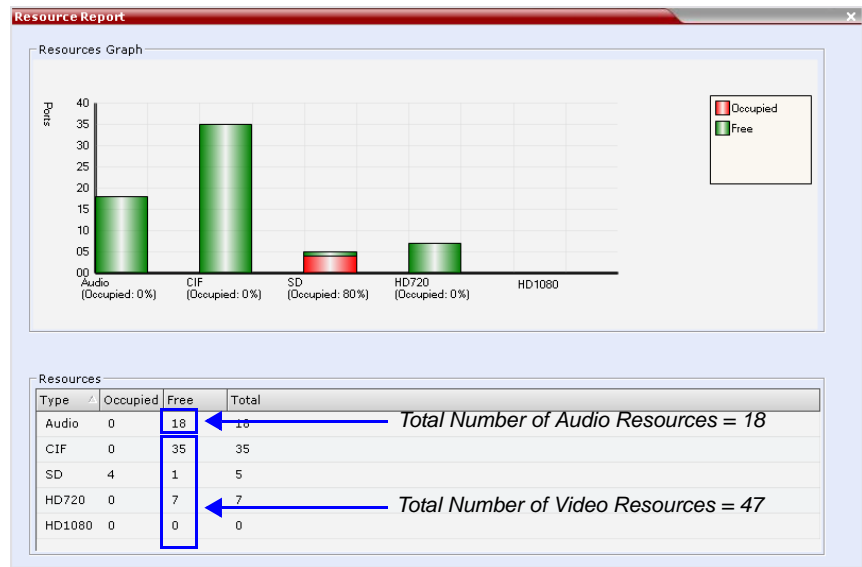 Resource Report
Resources Graph
Ports
40
35
30
25
20
15
10
05
00
Occupied
Free
Audio
(Occupied: 0%)
CIF
(Occupied: 0%)
SD
(Occupied: 80%)
HD720
(Occupied: 0%)
HD1080
Resources
Type Occupied Free Total
Audio 0 18 18 Total Number of Audio Resources = 18
CIF 0 35 35
SD 4 1 5
HD720 0 7 7 Total Number of Video Resources = 47
HD1080 0 0 0